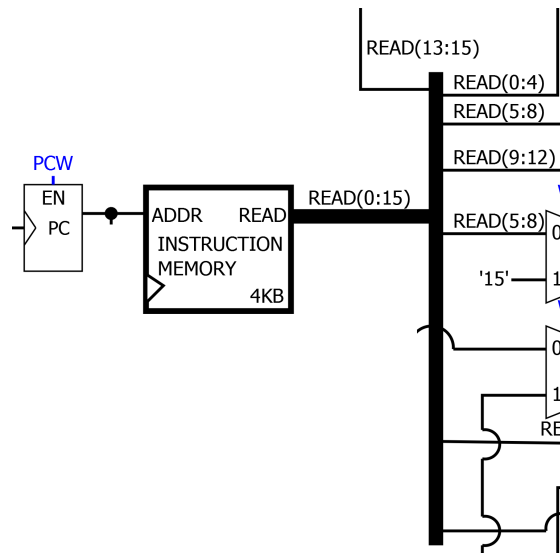 READ(13:15)
READ(0:4)
READ(5:8)
READ(9:12)
PCW
EN
PC
ADDR READ
INSTRUCTION
MEMORY
4KB
READ(0:15)
READ(5:8)
0
'15'
1
0
1
RE